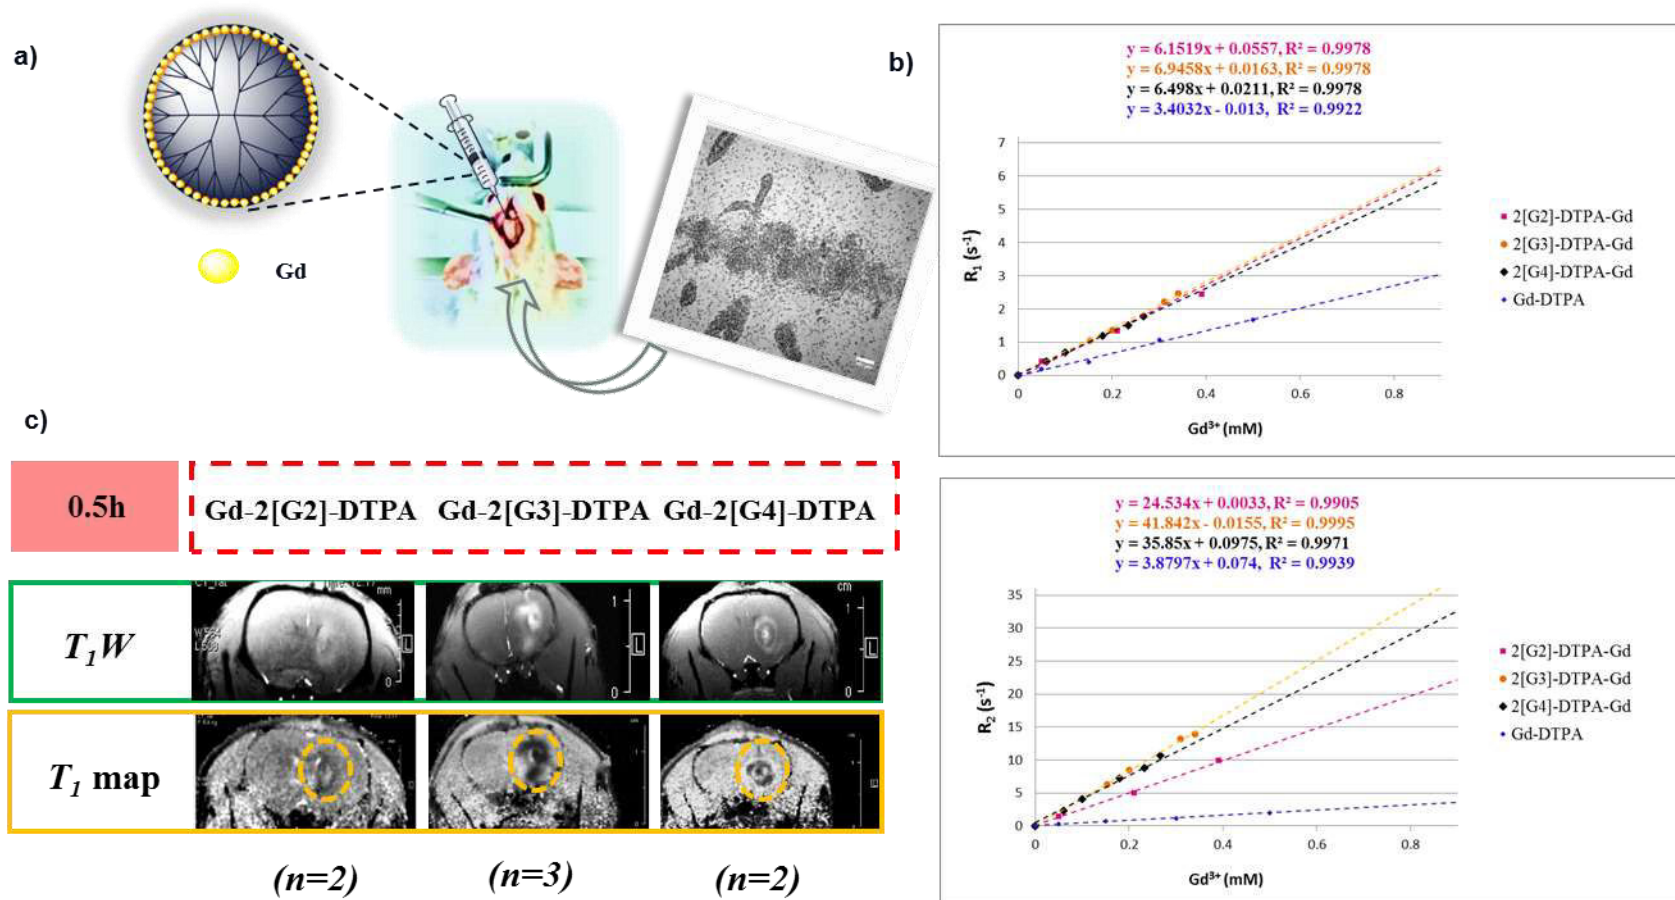 a)
Gd
b)
y = 6.1519x + 0.0557, R² = 0.9978
y = 6.9458x + 0.0163, R² = 0.9978
y = 6.498x + 0.0211, R² = 0.9978
y = 3.4032x - 0.013, R² = 0.9922
7
6
5
4
3
2
1
0
R₁ (s⁻¹)
0 0.2 0.4 0.6 0.8
Gd³⁺ (mM)
2[G2]-DTPA-Gd
2[G3]-DTPA-Gd
2[G4]-DTPA-Gd
Gd-DTPA
y = 24.534x + 0.0033, R² = 0.9905
y = 41.842x - 0.0155, R² = 0.9995
y = 35.85x + 0.0975, R² = 0.9971
y = 3.8797x + 0.074, R² = 0.9939
35
30
25
20
15
10
5
0
R₂ (s⁻¹)
0 0.2 0.4 0.6 0.8
Gd³⁺ (mM)
2[G2]-DTPA-Gd
2[G3]-DTPA-Gd
2[G4]-DTPA-Gd
Gd-DTPA
c)
0.5h
Gd-2[G2]-DTPA Gd-2[G3]-DTPA Gd-2[G4]-DTPA
T₁W
mm
L
0
1
L
0
cm
1
L
0
T₁ map
(n=2) (n=3) (n=2)